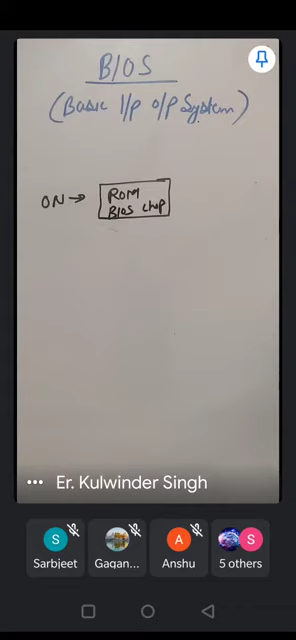 BIOS
(Basic I/p o/p System)
ON → ROM
BIOS chip
Er. Kulwinder Singh
S
A
S
Sarbjeet
Gagan...
Anshu
5 others